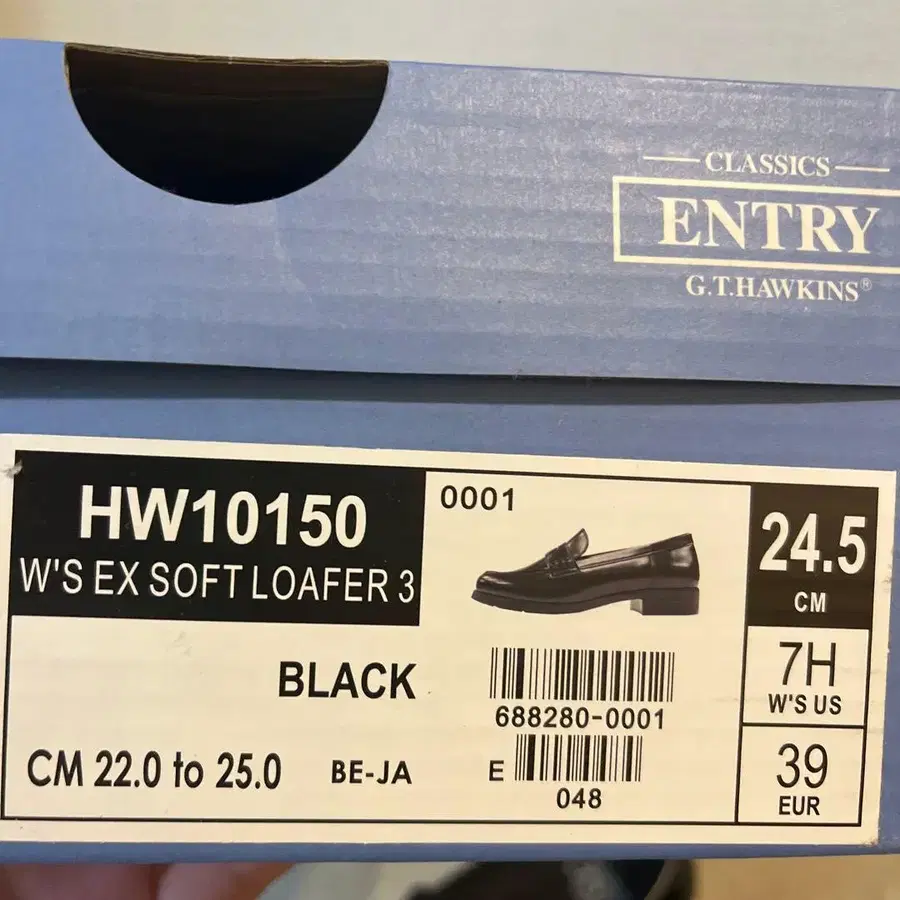 CLASSICS
ENTRY
G.T.HAWKINS®
HW10150
W'S EX SOFT LOAFER 3
0001
24.5
CM
BLACK
7H
W'S US
688280-0001
CM 22.0 to 25.0
BE-JA
E
048
39
EUR